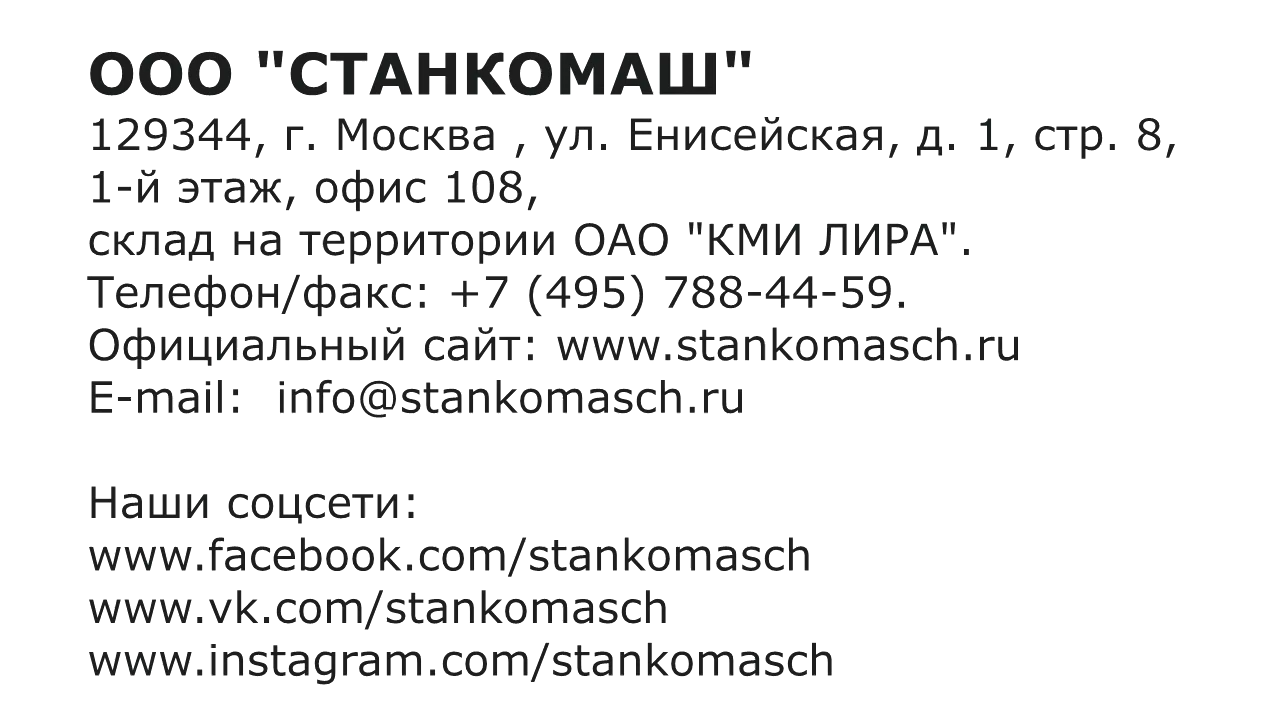 ООО "СТАНКОМАШ"
129344, г. Москва , ул. Енисейская, д. 1, стр. 8,
1-й этаж, офис 108,
склад на территории ОАО "КМИ ЛИРА".
Телефон/факс: +7 (495) 788-44-59.
Официальный сайт: www.stankomasch.ru
E-mail:  info@stankomasch.ru
Наши соцсети:
www.facebook.com/stankomasch
www.vk.com/stankomasch
www.instagram.com/stankomasch